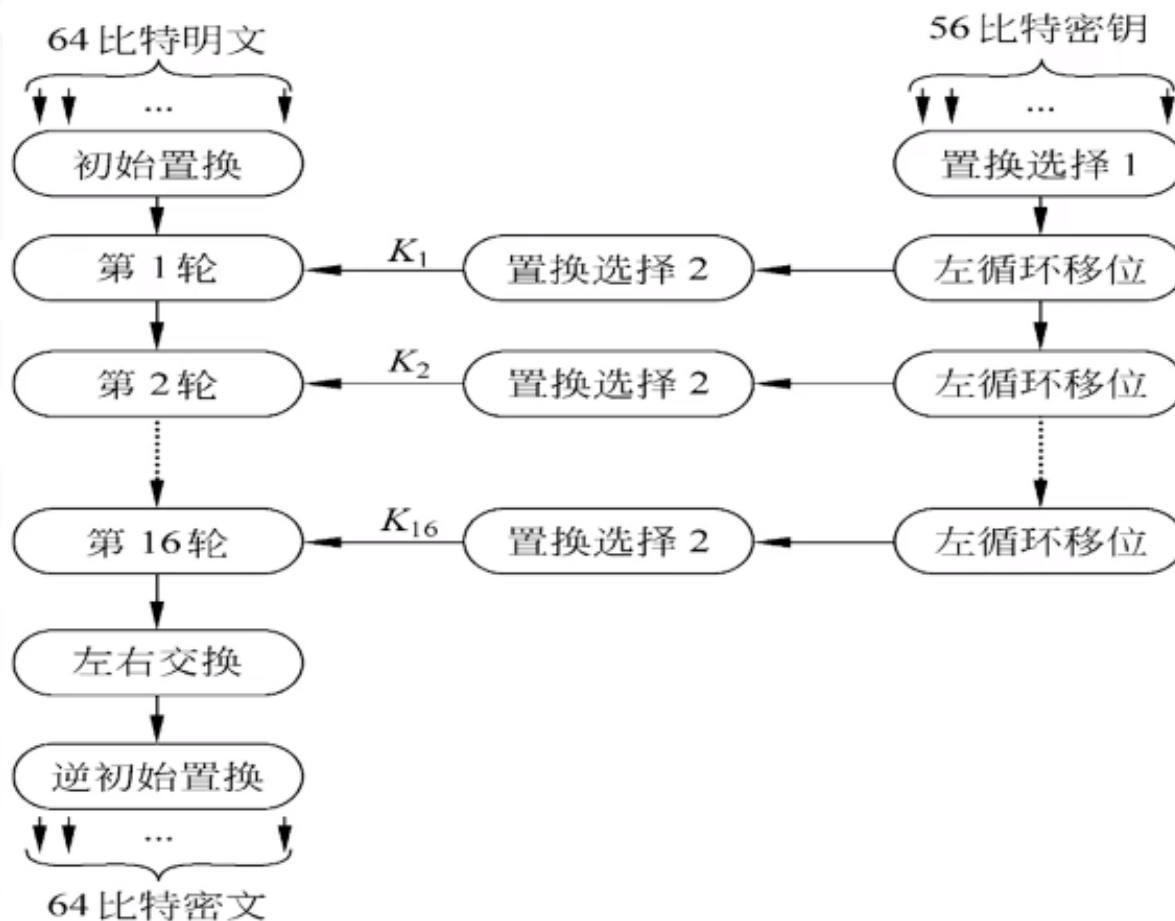 64比特明文
56比特密钥
...
...
初始置换
置换选择1
第1轮
K₁
置换选择2
左循环移位
第2轮
K₂
置换选择2
左循环移位
第16轮
K₁₆
置换选择2
左循环移位
左右交换
逆初始置换
...
64比特密文